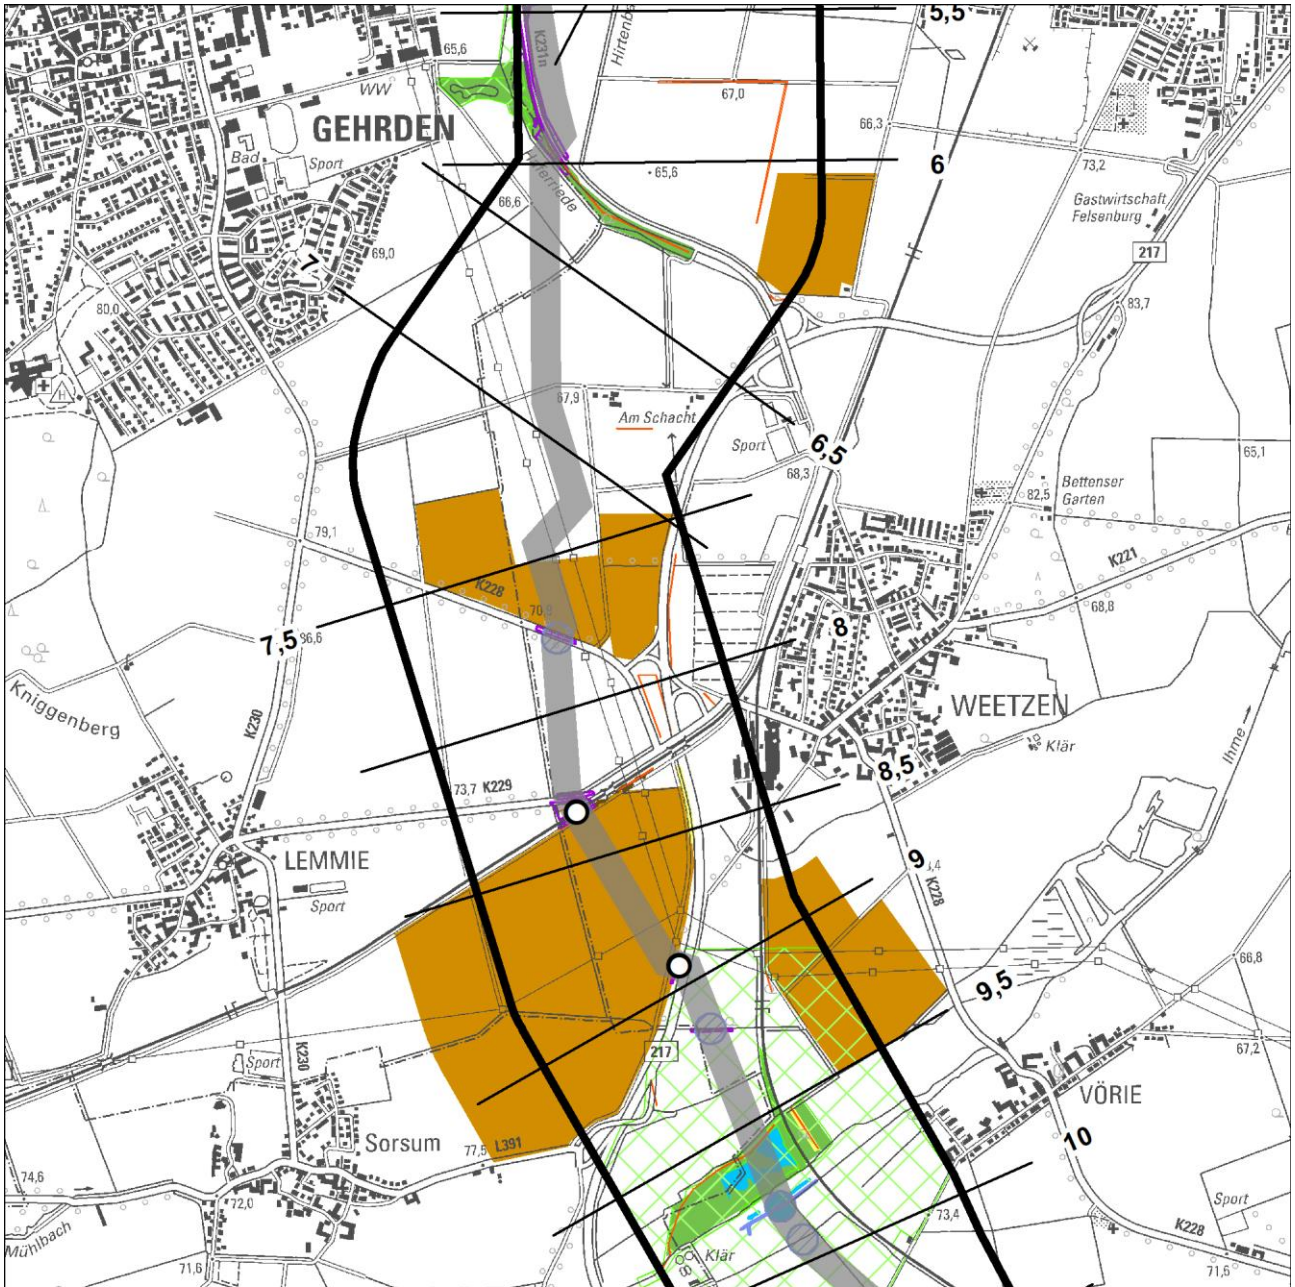 5,5
K231n
65,6
WW
67,0
66,3
GEHRDEN
Bad
Sport
65,6
6
73,2
66,6
69,0
Gastwirtschaft
Felsenburg
217
7
80,0
83,7
H
67,9
Am Schacht
Sport
6,5
68,3
65,1
Bettenser
Garten
82,5
79,1
K228
K221
70,9
68,8
7,5
8
Kniggenberg
K230
WEETZEN
Klär
Ihme
8,5
73,7 K229
LEMMIE
9
K228
Sport
66,8
9,5
217
K230
Sport
67,2
VÖRIE
Sorsum
77,5 L391
10
74,6
72,0
Sport
73,4
K228
Mühlbach
71,6
Klär
71,6